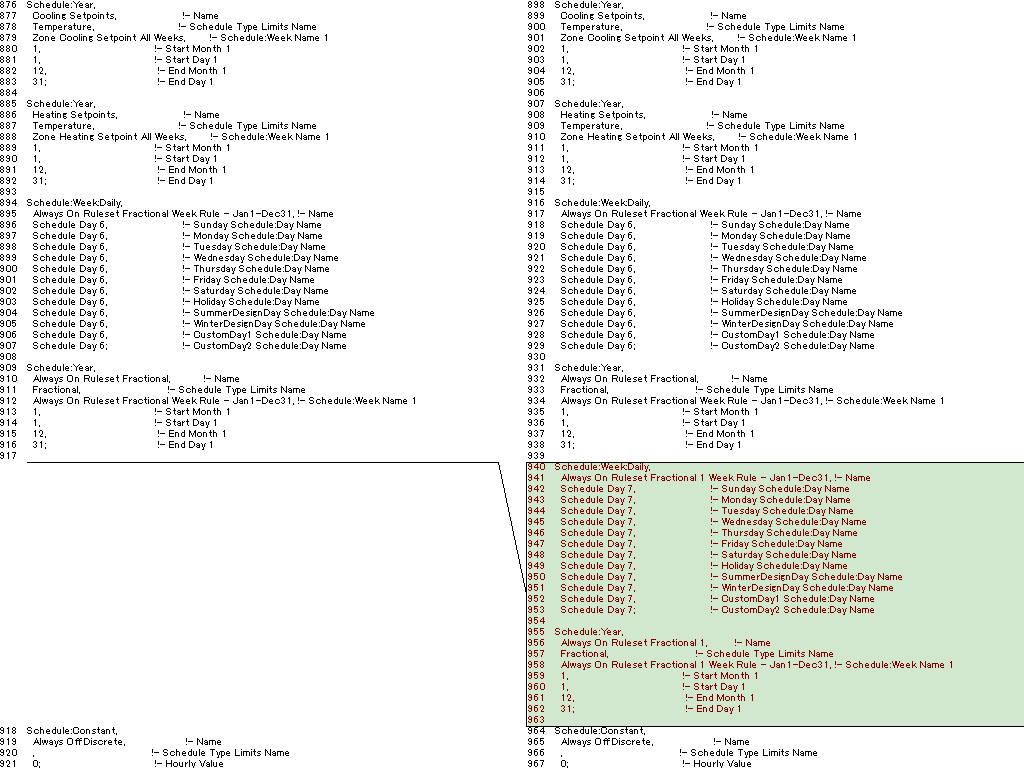 876 Schedule:Year,
877 Cooling Setpoints, !- Name
878 Temperature, !- Schedule Type Limits Name
879 Zone Cooling Setpoint All Weeks, !- Schedule:Week Name 1
880 1, !- Start Month 1
881 1, !- Start Day 1
882 12, !- End Month 1
883 31; !- End Day 1
884
885 Schedule:Year,
886 Heating Setpoints, !- Name
887 Temperature, !- Schedule Type Limits Name
888 Zone Heating Setpoint All Weeks, !- Schedule:Week Name 1
889 1, !- Start Month 1
890 1, !- Start Day 1
891 12, !- End Month 1
892 31; !- End Day 1
893
894 Schedule:Week:Daily,
895 Always On Ruleset Fractional Week Rule - Jan1-Dec31, !- Name
896 Schedule Day 6, !- Sunday Schedule:Day Name
897 Schedule Day 6, !- Monday Schedule:Day Name
898 Schedule Day 6, !- Tuesday Schedule:Day Name
899 Schedule Day 6, !- Wednesday Schedule:Day Name
900 Schedule Day 6, !- Thursday Schedule:Day Name
901 Schedule Day 6, !- Friday Schedule:Day Name
902 Schedule Day 6, !- Saturday Schedule:Day Name
903 Schedule Day 6, !- Holiday Schedule:Day Name
904 Schedule Day 6, !- SummerDesignDay Schedule:Day Name
905 Schedule Day 6, !- WinterDesignDay Schedule:Day Name
906 Schedule Day 6, !- CustomDay1 Schedule:Day Name
907 Schedule Day 6; !- CustomDay2 Schedule:Day Name
908
909 Schedule:Year,
910 Always On Ruleset Fractional, !- Name
911 Fractional, !- Schedule Type Limits Name
912 Always On Ruleset Fractional Week Rule - Jan1-Dec31, !- Schedule:Week Name 1
913 1, !- Start Month 1
914 1, !- Start Day 1
915 12, !- End Month 1
916 31; !- End Day 1
917
918 Schedule:Constant,
919 Always Off Discrete, !- Name
920 , !- Schedule Type Limits Name
921 0; !- Hourly Value
898 Schedule:Year,
899 Cooling Setpoints, !- Name
900 Temperature, !- Schedule Type Limits Name
901 Zone Cooling Setpoint All Weeks, !- Schedule:Week Name 1
902 1, !- Start Month 1
903 1, !- Start Day 1
904 12, !- End Month 1
905 31; !- End Day 1
906
907 Schedule:Year,
908 Heating Setpoints, !- Name
909 Temperature, !- Schedule Type Limits Name
910 Zone Heating Setpoint All Weeks, !- Schedule:Week Name 1
911 1, !- Start Month 1
912 1, !- Start Day 1
913 12, !- End Month 1
914 31; !- End Day 1
915
916 Schedule:Week:Daily,
917 Always On Ruleset Fractional Week Rule - Jan1-Dec31, !- Name
918 Schedule Day 6, !- Sunday Schedule:Day Name
919 Schedule Day 6, !- Monday Schedule:Day Name
920 Schedule Day 6, !- Tuesday Schedule:Day Name
921 Schedule Day 6, !- Wednesday Schedule:Day Name
922 Schedule Day 6, !- Thursday Schedule:Day Name
923 Schedule Day 6, !- Friday Schedule:Day Name
924 Schedule Day 6, !- Saturday Schedule:Day Name
925 Schedule Day 6, !- Holiday Schedule:Day Name
926 Schedule Day 6, !- SummerDesignDay Schedule:Day Name
927 Schedule Day 6, !- WinterDesignDay Schedule:Day Name
928 Schedule Day 6, !- CustomDay1 Schedule:Day Name
929 Schedule Day 6; !- CustomDay2 Schedule:Day Name
930
931 Schedule:Year,
932 Always On Ruleset Fractional, !- Name
933 Fractional, !- Schedule Type Limits Name
934 Always On Ruleset Fractional Week Rule - Jan1-Dec31, !- Schedule:Week Name 1
935 1, !- Start Month 1
936 1, !- Start Day 1
937 12, !- End Month 1
938 31; !- End Day 1
939
940 Schedule:Week:Daily,
941 Always On Ruleset Fractional 1 Week Rule - Jan1-Dec31, !- Name
942 Schedule Day 7, !- Sunday Schedule:Day Name
943 Schedule Day 7, !- Monday Schedule:Day Name
944 Schedule Day 7, !- Tuesday Schedule:Day Name
945 Schedule Day 7, !- Wednesday Schedule:Day Name
946 Schedule Day 7, !- Thursday Schedule:Day Name
947 Schedule Day 7, !- Friday Schedule:Day Name
948 Schedule Day 7, !- Saturday Schedule:Day Name
949 Schedule Day 7, !- Holiday Schedule:Day Name
950 Schedule Day 7, !- SummerDesignDay Schedule:Day Name
951 Schedule Day 7, !- WinterDesignDay Schedule:Day Name
952 Schedule Day 7, !- CustomDay1 Schedule:Day Name
953 Schedule Day 7; !- CustomDay2 Schedule:Day Name
954
955 Schedule:Year,
956 Always On Ruleset Fractional 1, !- Name
957 Fractional, !- Schedule Type Limits Name
958 Always On Ruleset Fractional 1 Week Rule - Jan1-Dec31, !- Schedule:Week Name 1
959 1, !- Start Month 1
960 1, !- Start Day 1
961 12, !- End Month 1
962 31; !- End Day 1
963
964 Schedule:Constant,
965 Always Off Discrete, !- Name
966 , !- Schedule Type Limits Name
967 0; !- Hourly Value